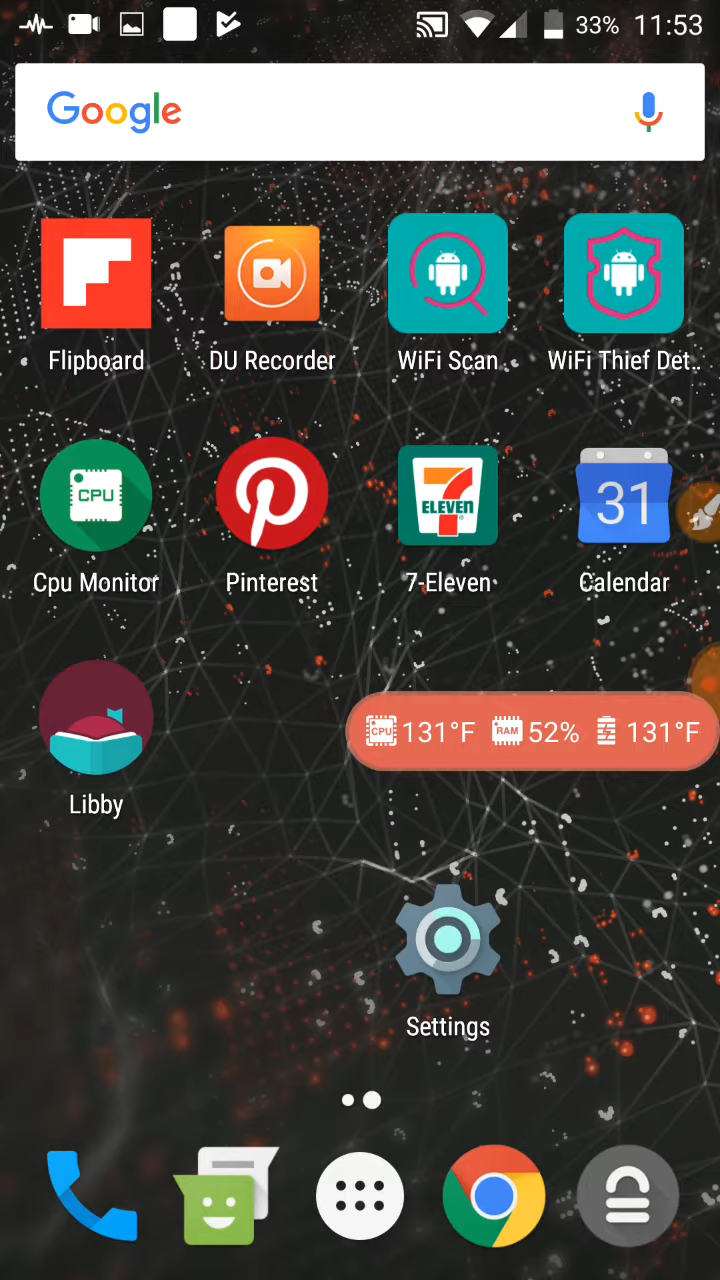 33% 11:53
Google
Flipboard DU Recorder WiFi Scan WiFi Thief Det..
CPU
7 ELEVEN
31
Cpu Monitor Pinterest 7-Eleven Calendar
CPU 131°F RAM 52% 131°F
Libby
Settings